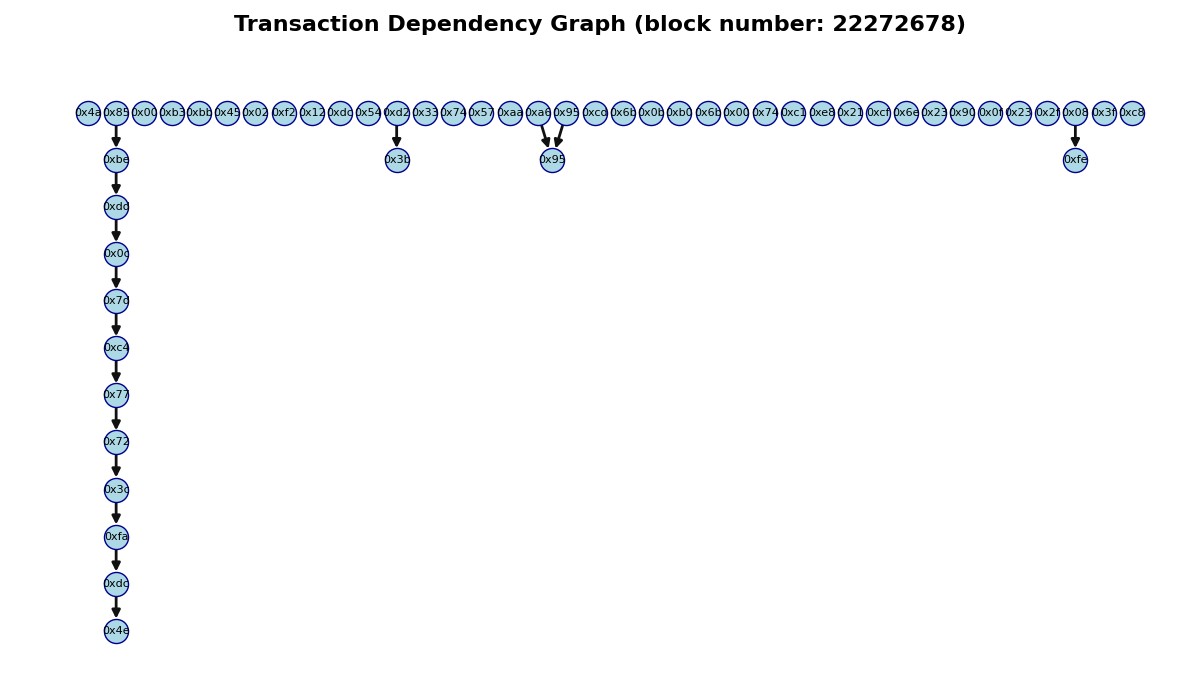 Transaction Dependency Graph (block number: 22272678)
0x4a 0x85 0x00 0xb3 0xbb 0x45 0x02 0xf2 0x12 0xdc 0x54 0xd2 0x33 0x74 0x57 0xaa 0xa6 0x95 0xcd 0x6b 0x0b 0xb0 0x6b 0x00 0x74 0xc1 0xe8 0x21 0xcf 0x6e 0x23 0x90 0x0f 0x23 0x2f 0x08 0x3f 0xc8
0xbe 0x3b 0x95 0xfe
0xdd
0x0c
0x7d
0xc4
0x77
0x72
0x3c
0xfa
0xdc
0x4e